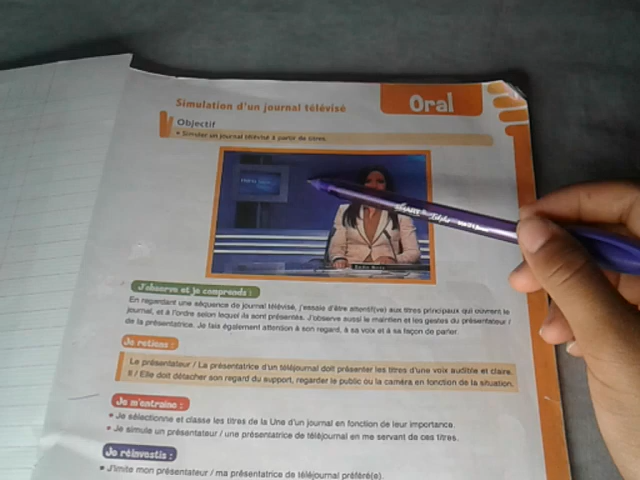 Oral
Simulation d'un journal télévisé
Objectif
• Simuler un journal télévisé à partir de titres.
J'observe et je comprends :
En regardant une séquence de journal télévisé, j'essaie d'être attentif(ve) aux titres principaux qui ouvrent le
journal, et à l'ordre selon lequel ils sont présentés. J'observe aussi le maintien et les gestes du présentateur /
de la présentatrice. Je fais également attention à son regard, à sa voix et à sa façon de parler.
Je retiens :
Le présentateur / La présentatrice d'un téléjournal doit présenter les titres d'une voix audible et claire.
Il / Elle doit détacher son regard du support, regarder le public ou la caméra en fonction de la situation.
Je m'entraîne :
• Je sélectionne et classe les titres de la Une d'un journal en fonction de leur importance.
• Je simule un présentateur / une présentatrice de téléjournal en me servant de ces titres.
Je réinvestis :
• J'imite mon présentateur / ma présentatrice de téléjournal préféré(e).